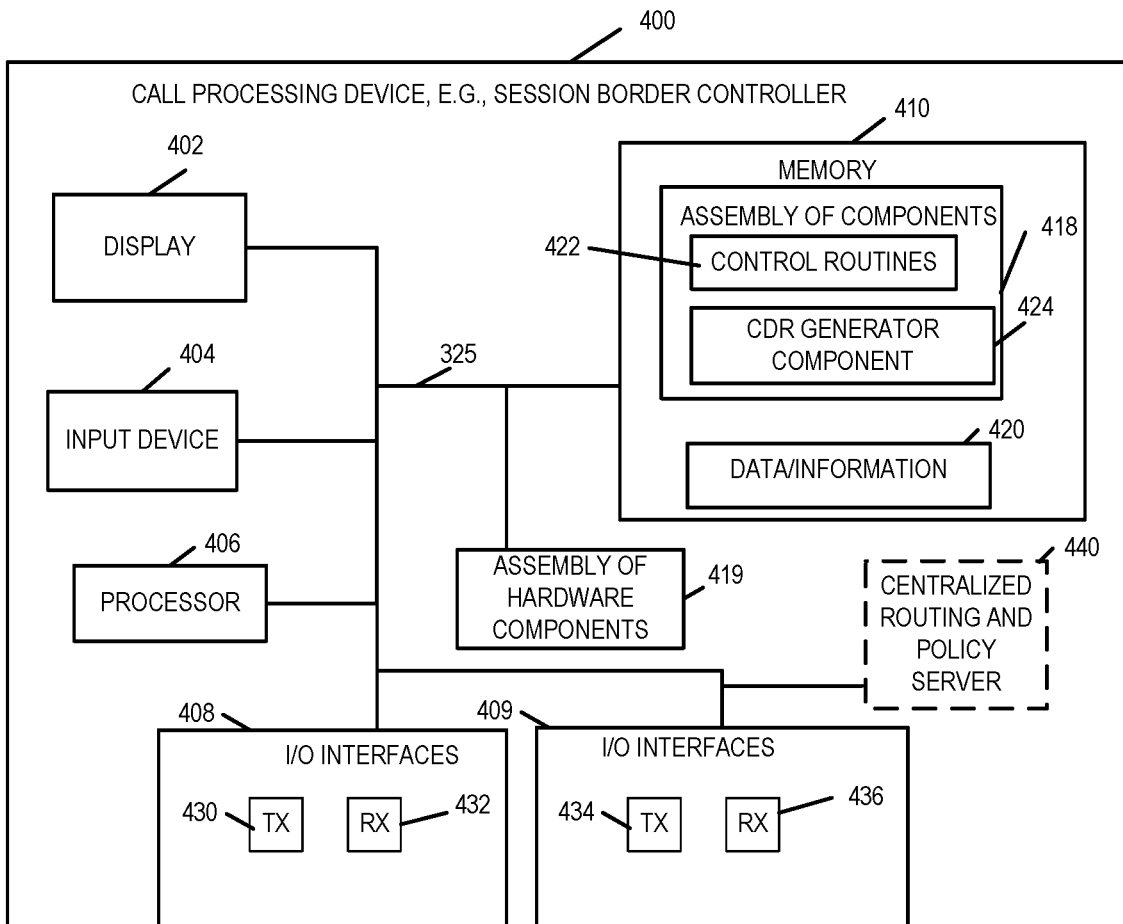 400
CALL PROCESSING DEVICE, E.G., SESSION BORDER CONTROLLER
402
DISPLAY
404
INPUT DEVICE
406
PROCESSOR
325
410
MEMORY
ASSEMBLY OF COMPONENTS
418
422
CONTROL ROUTINES
424
CDR GENERATOR
COMPONENT
420
DATA/INFORMATION
ASSEMBLY OF
HARDWARE
COMPONENTS
419
440
CENTRALIZED
ROUTING AND
POLICY
SERVER
408
I/O INTERFACES
430
TX
RX
432
409
I/O INTERFACES
434
TX
RX
436